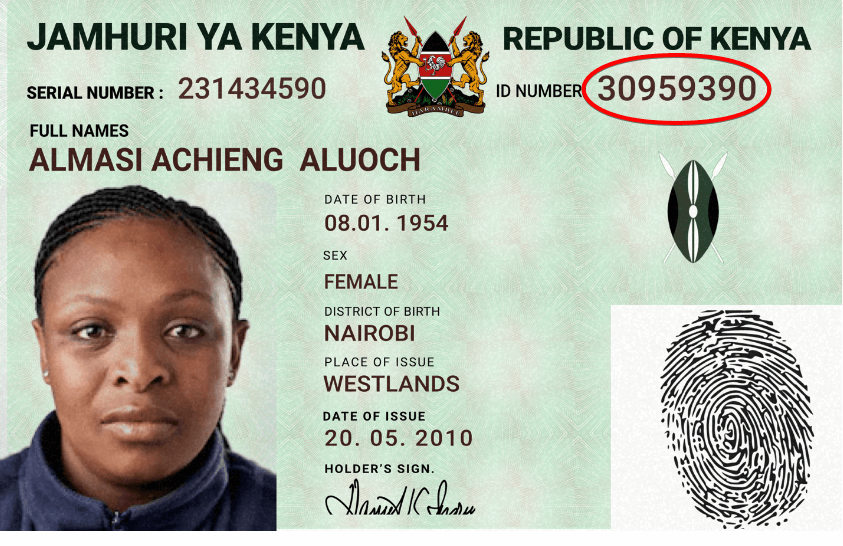 JAMHURI YA KENYA
REPUBLIC OF KENYA
SERIAL NUMBER : 231434590
ID NUMBER 30959390
FULL NAMES
ALMASI ACHIENG ALUOCH
DATE OF BIRTH
08.01. 1954
SEX
FEMALE
DISTRICT OF BIRTH
NAIROBI
PLACE OF ISSUE
WESTLANDS
DATE OF ISSUE
20. 05. 2010
HOLDER'S SIGN.